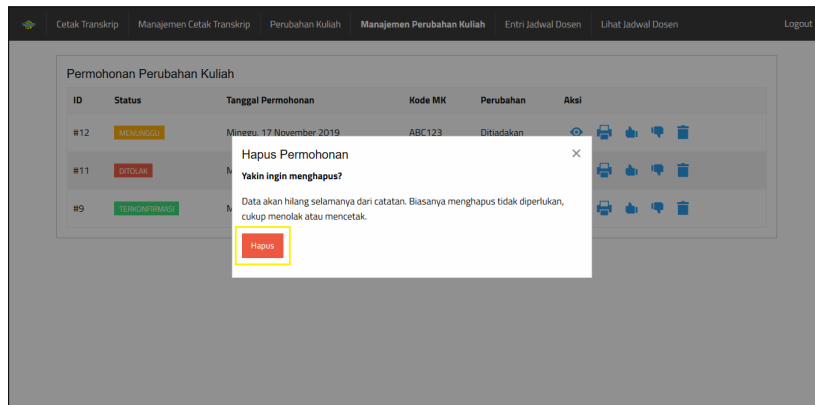 Cetak Transkrip Manajemen Cetak Transkrip Perubahan Kuliah Manajemen Perubahan Kuliah Entri Jadwal Dosen Lihat Jadwal Dosen Logout
Permohonan Perubahan Kuliah
ID Status Tanggal Permohonan Kode MK Perubahan Aksi
#12 MENUNGGU Minggu, 17 November 2019 ABC123 Ditiadakan
Hapus Permohonan ×
#11 DITOLAK M
Yakin ingin menghapus?
Data akan hilang selamanya dari catatan. Biasanya menghapus tidak diperlukan,
#9 TERKONFIRMASI M
cukup menolak atau mencetak.
Hapus